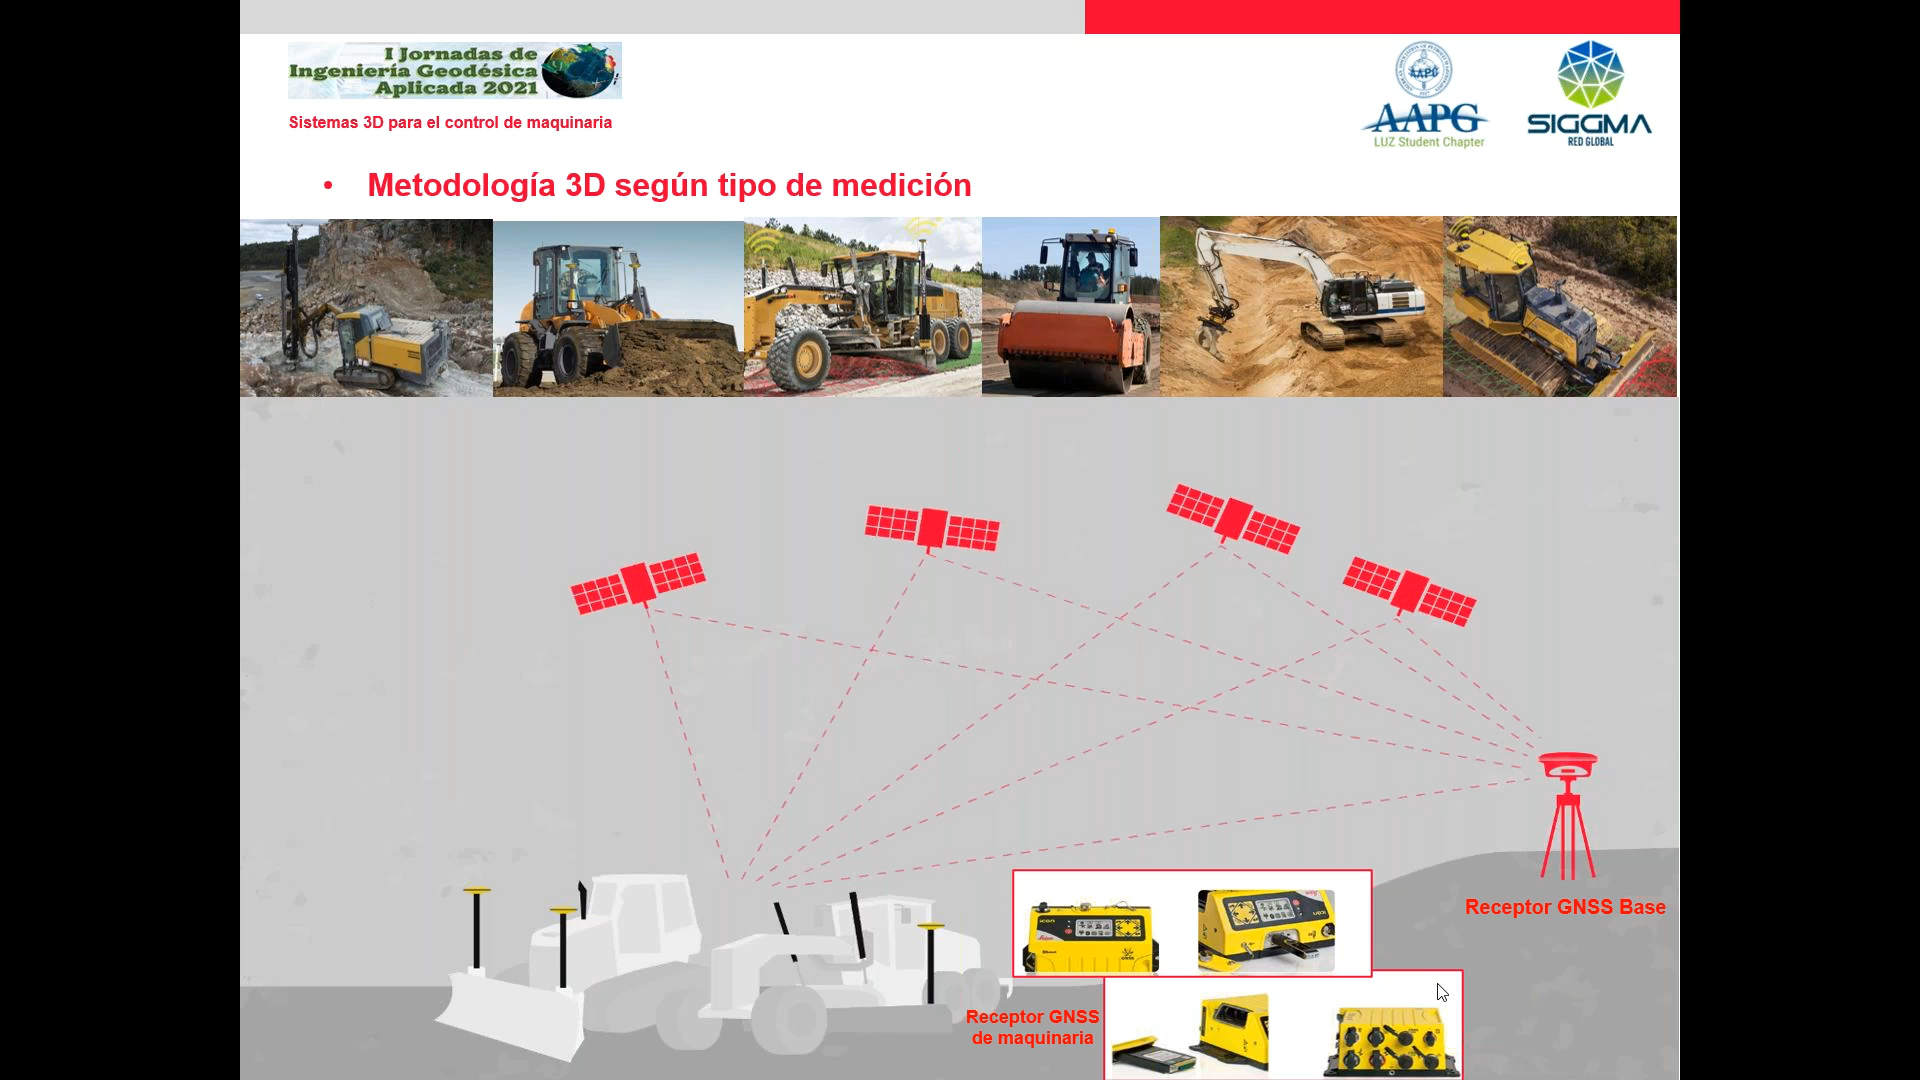 I Jornadas de
Ingeniería Geodésica
Aplicada 2021
Sistemas 3D para el control de maquinaria
AAPG
AAPG
LUZ Student Chapter
SIGGMA
RED GLOBAL
• Metodología 3D según tipo de medición
Receptor GNSS Base
Receptor GNSS
de maquinaria